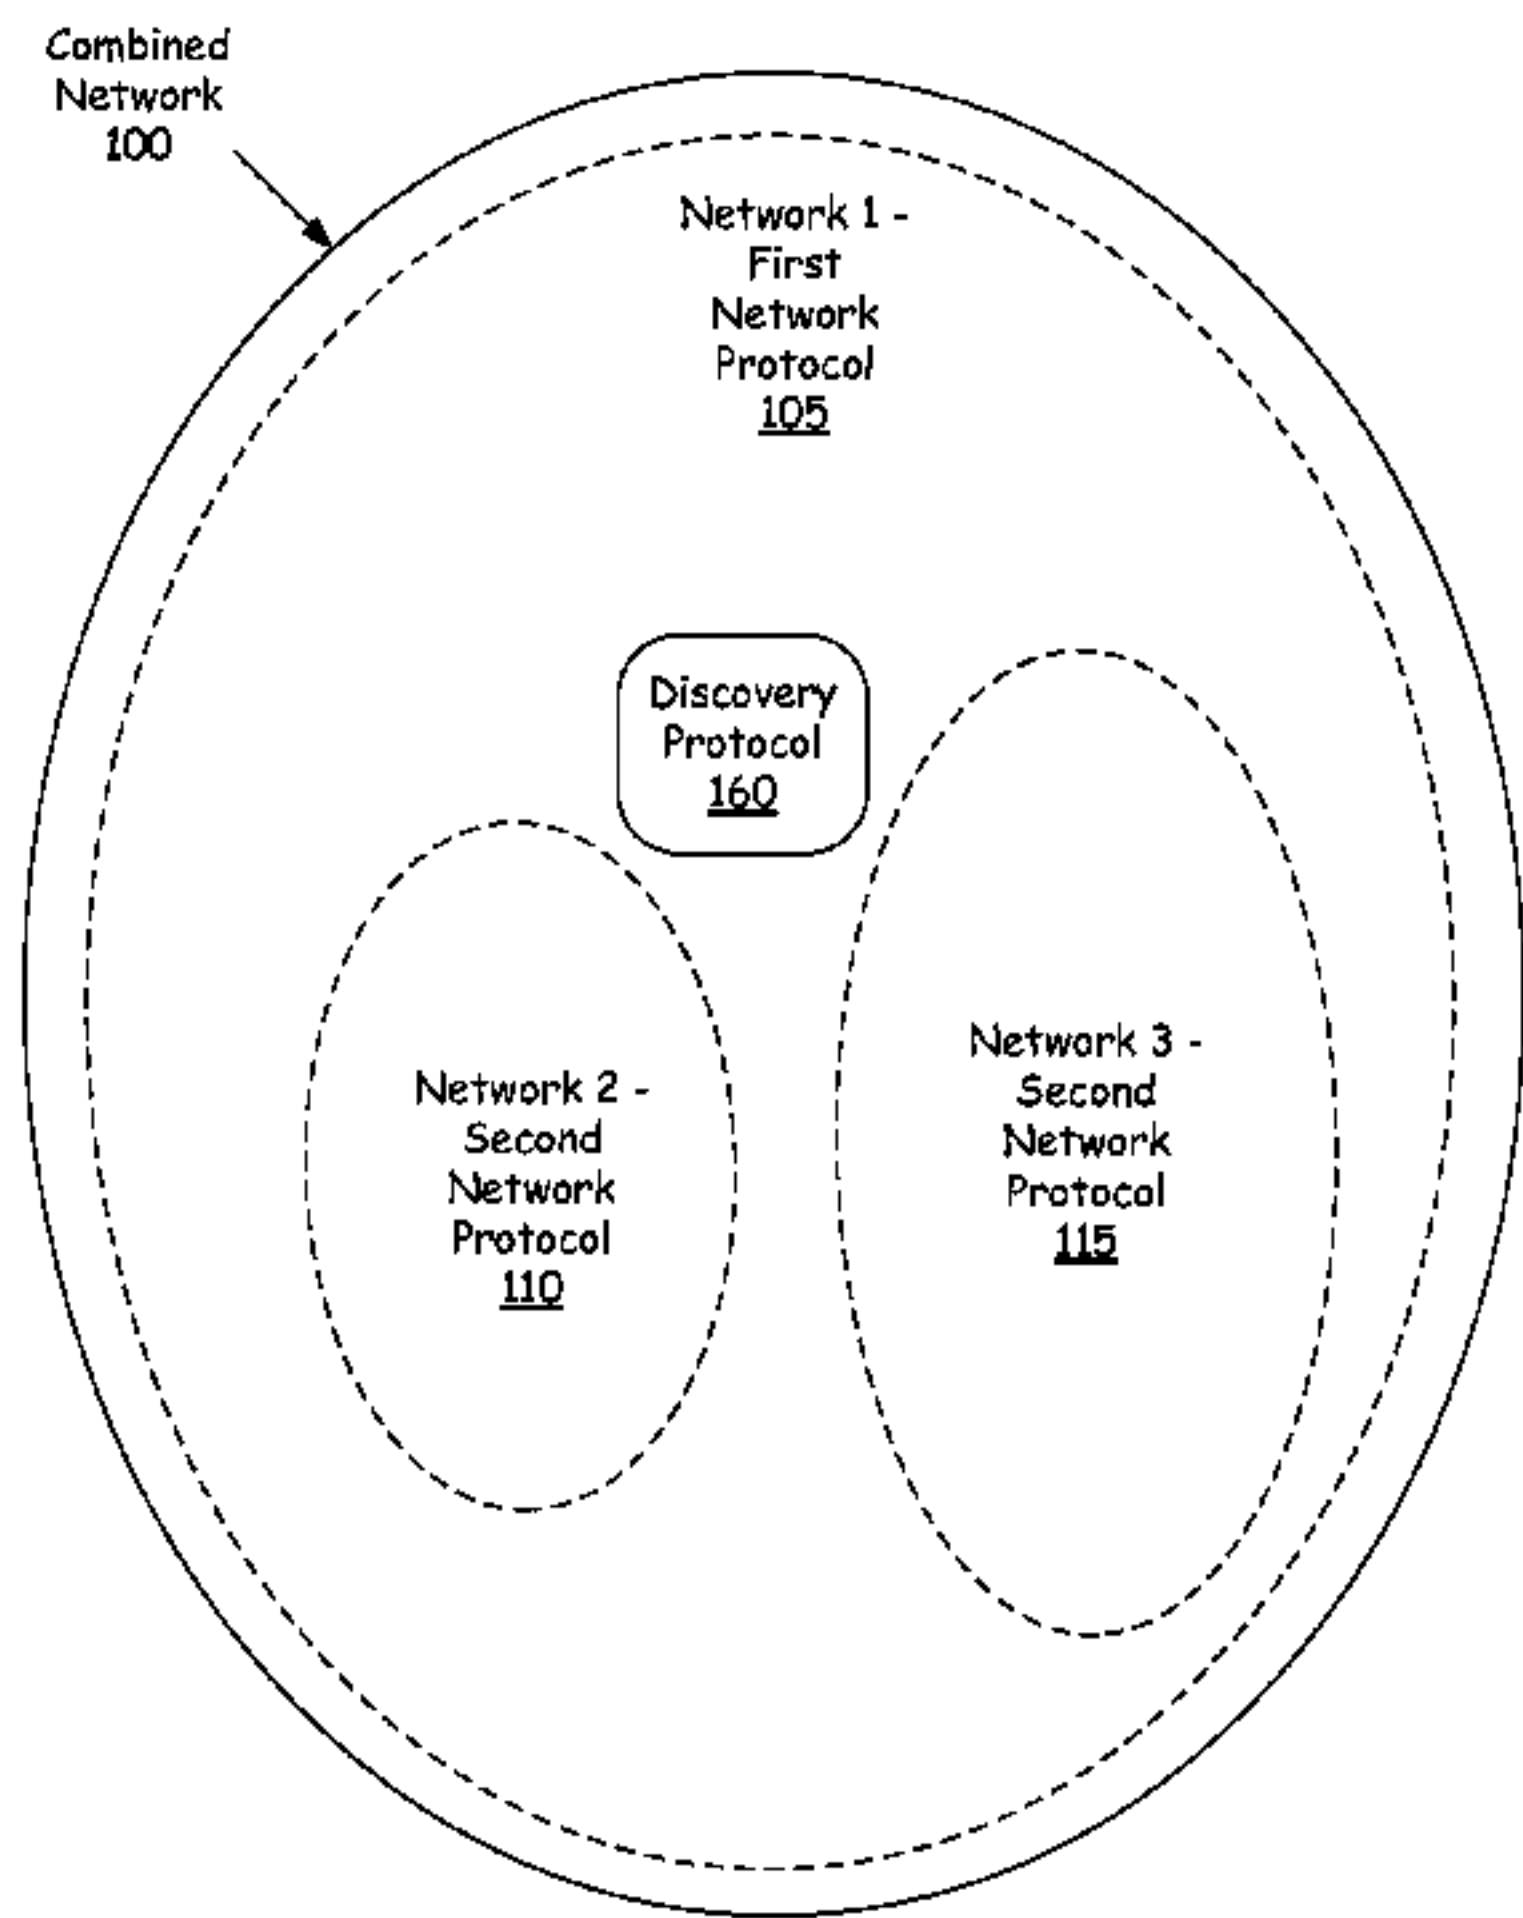 Combined
Network
100
Network 1 -
First
Network
Protocol
105
Discovery
Protocol
160
Network 2 -
Second
Network
Protocol
110
Network 3 -
Second
Network
Protocol
115